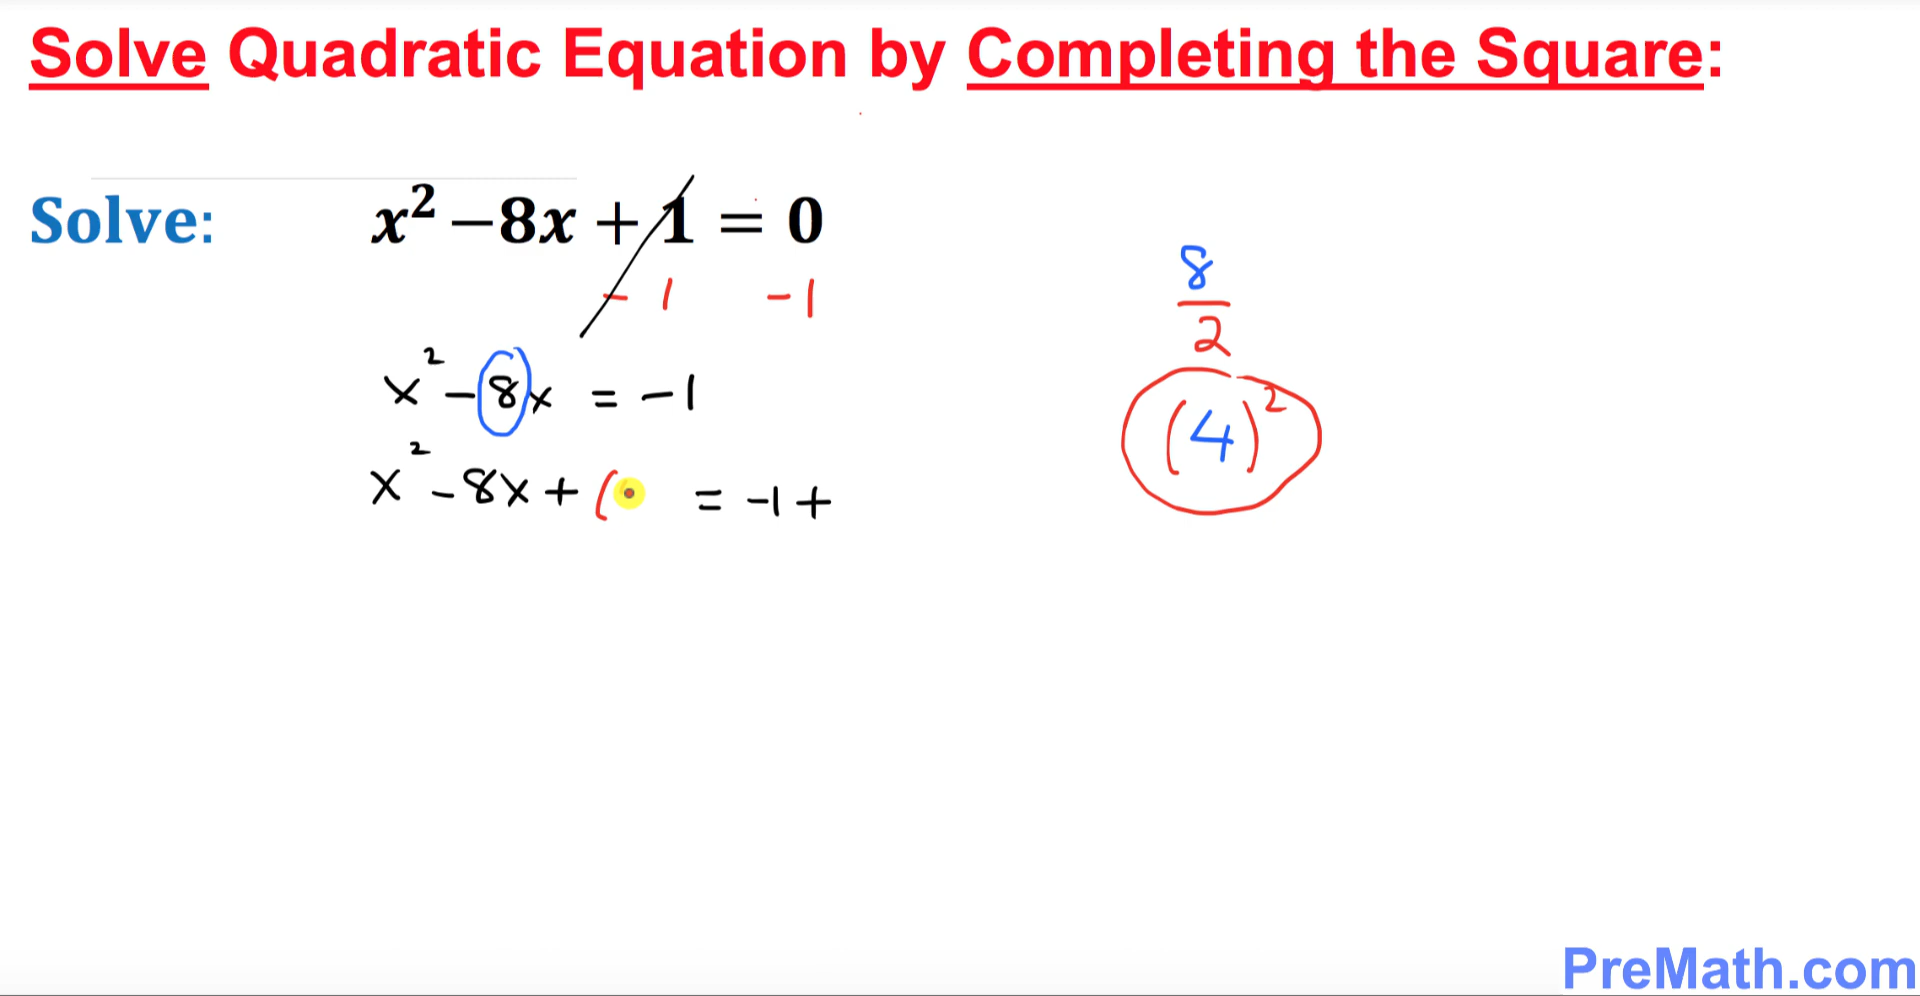 Solve Quadratic Equation by Completing the Square:
Solve: x² −8x + 1 = 0
− 1 − 1
x² − 8x = −1
x² − 8x + ( = −1 +
8
2
(4)²
PreMath.com